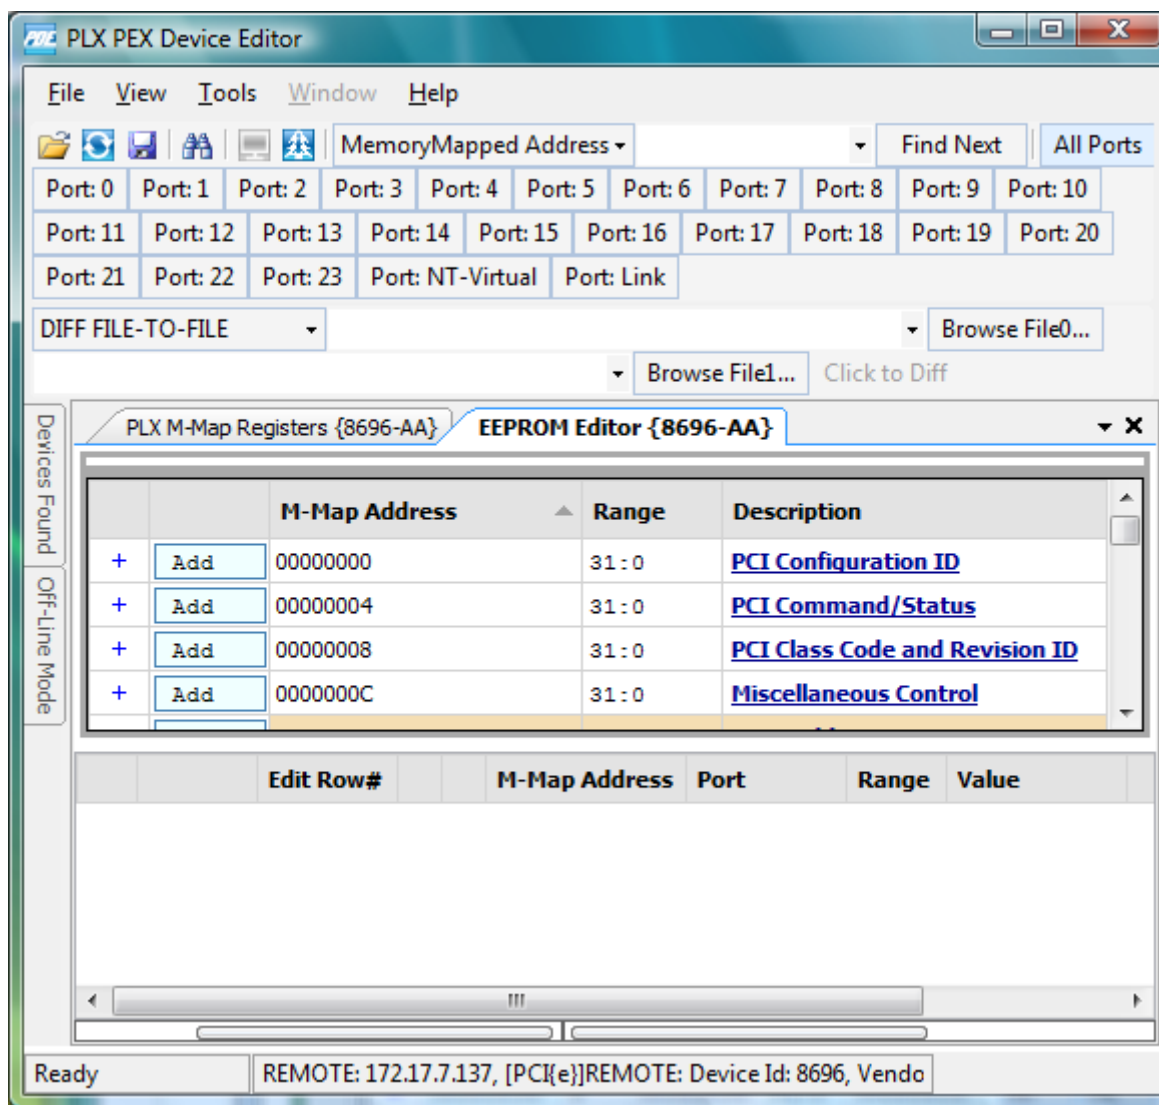 PDE PLX PEX Device Editor
File View Tools Window Help
MemoryMapped Address Find Next All Ports
Port: 0 Port: 1 Port: 2 Port: 3 Port: 4 Port: 5 Port: 6 Port: 7 Port: 8 Port: 9 Port: 10
Port: 11 Port: 12 Port: 13 Port: 14 Port: 15 Port: 16 Port: 17 Port: 18 Port: 19 Port: 20
Port: 21 Port: 22 Port: 23 Port: NT-Virtual Port: Link
DIFF FILE-TO-FILE Browse File0...
Browse File1... Click to Diff
Devices Found
Off-Line Mode
PLX M-Map Registers {8696-AA} EEPROM Editor {8696-AA}
M-Map Address Range Description
+ Add 00000000 31:0 PCI Configuration ID
+ Add 00000004 31:0 PCI Command/Status
+ Add 00000008 31:0 PCI Class Code and Revision ID
+ Add 0000000C 31:0 Miscellaneous Control
Edit Row# M-Map Address Port Range Value
Ready REMOTE: 172.17.7.137, [PCI{e}]REMOTE: Device Id: 8696, Vendo